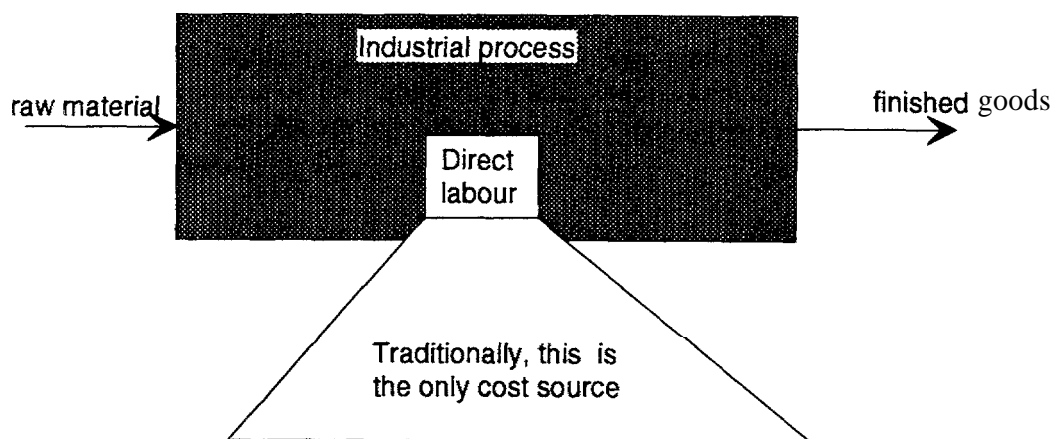 Industrial process
raw material
finished goods
Direct
labour
Traditionally, this is
the only cost source